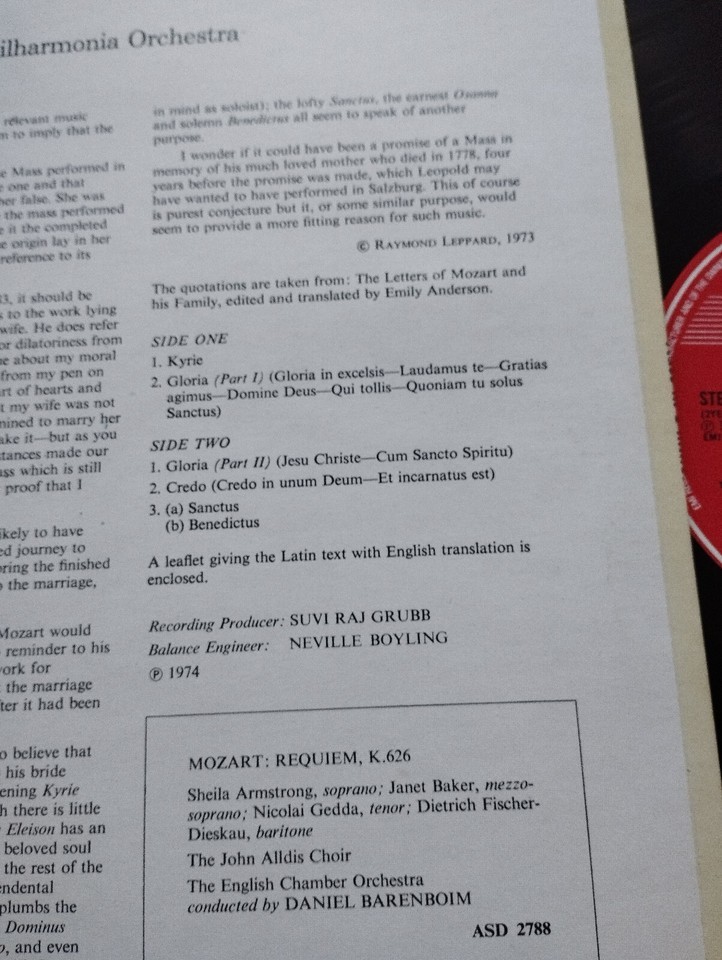 ilharmonia Orchestra
relevant music
n to imply that the
e Mass performed in
e one and that
her false. She was
the mass performed
e it the completed
e origin lay in her
reference to its
3, it should be
s to the work lying
wife. He does refer
or dilatoriness from
e about my moral
from my pen on
rt of hearts and
t my wife was not
mined to marry her
ake it—but as you
stances made our
ass which is still
proof that I
ikely to have
ed journey to
bring the finished
o the marriage,
Mozart would
reminder to his
work for
the marriage
ter it had been
o believe that
his bride
ening Kyrie
h there is little
Eleison has an
beloved soul
the rest of the
endental
plumbs the
Dominus
o, and even
in mind as soloist); the lofty Sanctus, the earnest Osanna
and solemn Benedictus all seem to speak of another
purpose.
I wonder if it could have been a promise of a Mass in
memory of his much loved mother who died in 1778, four
years before the promise was made, which Leopold may
have wanted to have performed in Salzburg. This of course
is purest conjecture but it, or some similar purpose, would
seem to provide a more fitting reason for such music.
© RAYMOND LEPPARD, 1973
The quotations are taken from: The Letters of Mozart and
his Family, edited and translated by Emily Anderson.
SIDE ONE
1. Kyrie
2. Gloria (Part I) (Gloria in excelsis—Laudamus te—Gratias
agimus—Domine Deus—Qui tollis—Quoniam tu solus
Sanctus)
SIDE TWO
1. Gloria (Part II) (Jesu Christe—Cum Sancto Spiritu)
2. Credo (Credo in unum Deum—Et incarnatus est)
3. (a) Sanctus
(b) Benedictus
A leaflet giving the Latin text with English translation is
enclosed.
Recording Producer: SUVI RAJ GRUBB
Balance Engineer: NEVILLE BOYLING
℗ 1974
MOZART: REQUIEM, K.626
Sheila Armstrong, soprano; Janet Baker, mezzo-
soprano; Nicolai Gedda, tenor; Dietrich Fischer-
Dieskau, baritone
The John Alldis Choir
The English Chamber Orchestra
conducted by DANIEL BARENBOIM
ASD 2788
STE